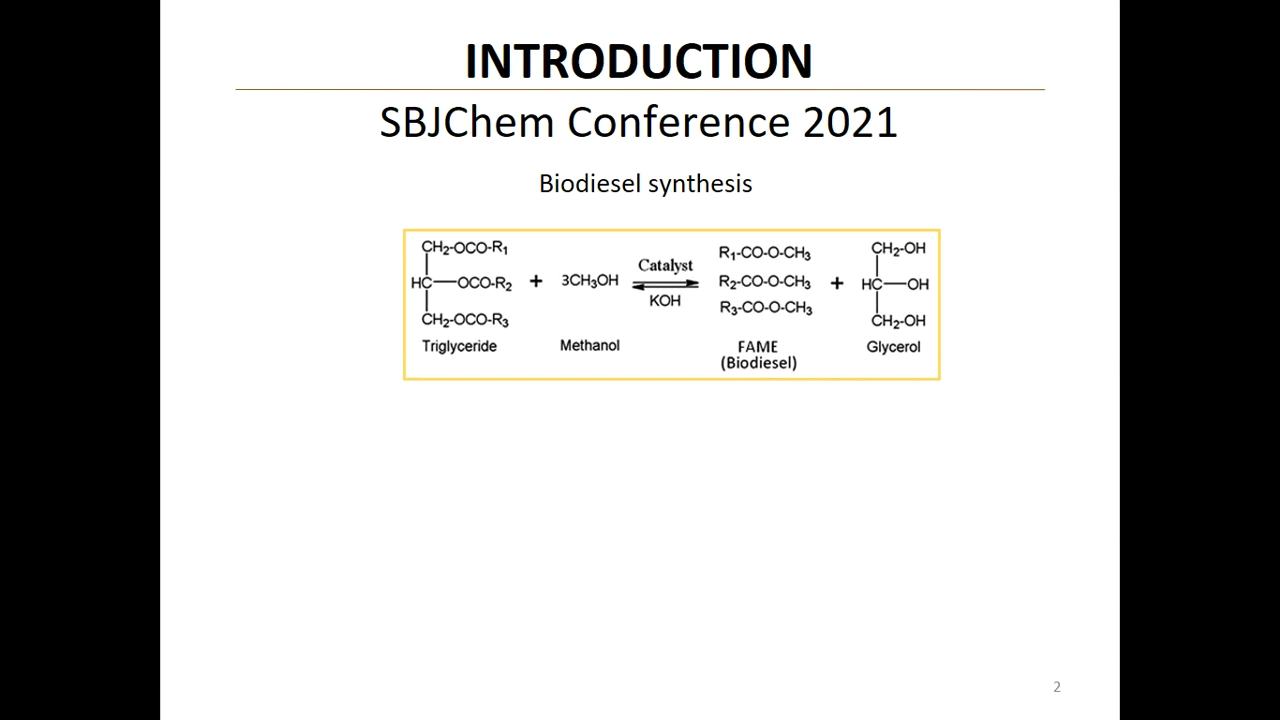 INTRODUCTION
SBJChem Conference 2021
Biodiesel synthesis
CH₂-OCO-R₁
HC—OCO-R₂ + 3CH₃OH
CH₂-OCO-R₃
Catalyst
KOH
R₁-CO-O-CH₃
R₂-CO-O-CH₃ +
R₃-CO-O-CH₃
CH₂-OH
HC—OH
CH₂-OH
Triglyceride
Methanol
FAME
(Biodiesel)
Glycerol
2